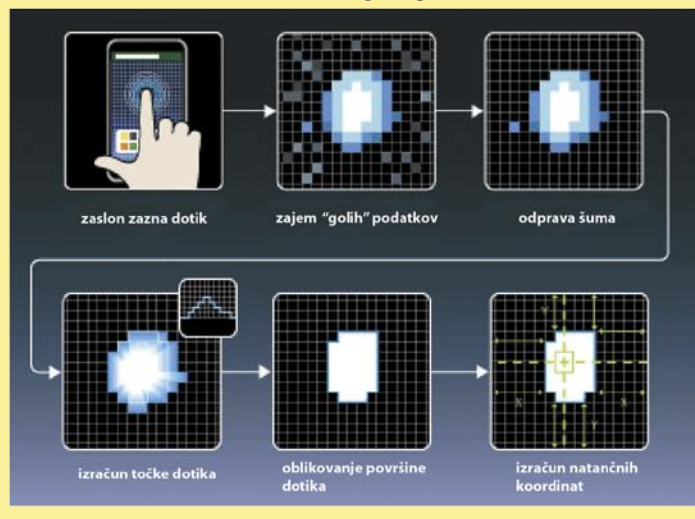 zaslon zazna dotik
zajem "golih" podatkov
odprava šuma
izračun točke dotika
oblikovanje površine
dotika
izračun natančnih
koordinat
Y
X
X
Y